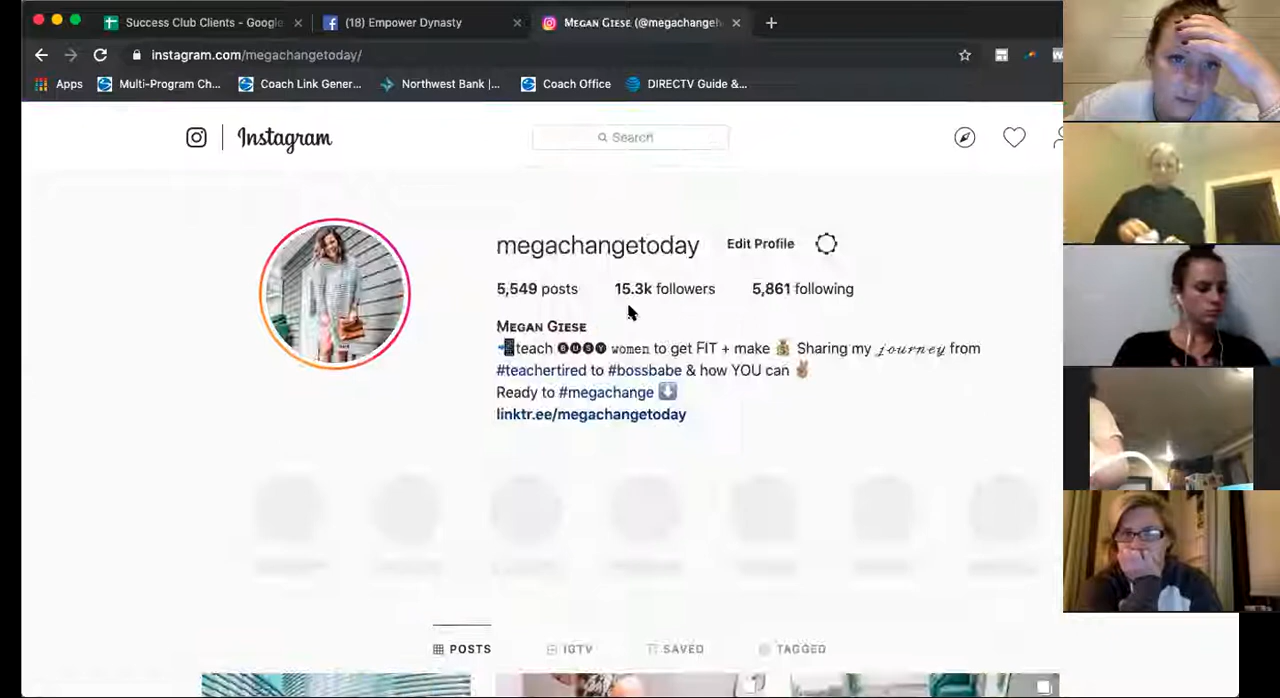 Success Club Clients - Google
(18) Empower Dynasty
MEGAN GIESE (@megachanget
instagram.com/megachangetoday/
Apps Multi-Program Ch... Coach Link Gener... Northwest Bank |... Coach Office DIRECTV Guide &...
Instagram
Search
megachangetoday Edit Profile
5,549 posts 15.3k followers 5,861 following
MEGAN GIESE
📲teach 🅑🅤🅢🅨 𝚠𝚘𝚖𝚎𝚗 to get FIT + make 💰 Sharing my 𝒿𝑜𝓊𝓇𝓃𝑒𝓎 from
#teachertired to #bossbabe & how YOU can ✌🏽
Ready to #megachange ⬇️
linktr.ee/megachangetoday
POSTS IGTV SAVED TAGGED